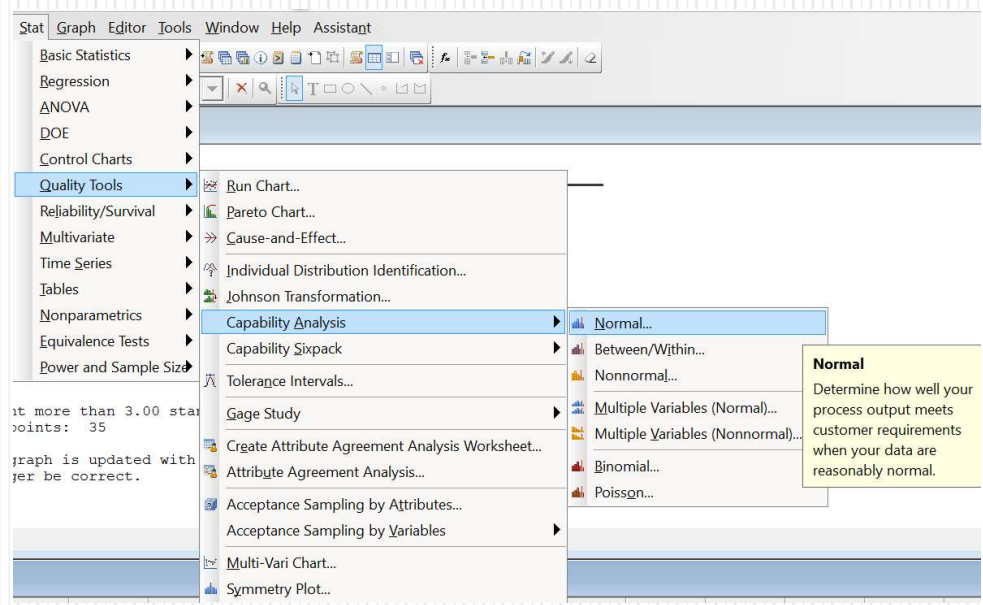 Stat Graph Editor Tools Window Help Assistant
Basic Statistics
Regression
ANOVA
DOE
Control Charts
Quality Tools
Reliability/Survival
Multivariate
Time Series
Tables
Nonparametrics
Equivalence Tests
Power and Sample Size
Run Chart...
Pareto Chart...
Cause-and-Effect...
Individual Distribution Identification...
Johnson Transformation...
Capability Analysis
Capability Sixpack
Tolerance Intervals...
Gage Study
Create Attribute Agreement Analysis Worksheet...
Attribute Agreement Analysis...
Acceptance Sampling by Attributes...
Acceptance Sampling by Variables
Multi-Vari Chart...
Symmetry Plot...
Normal...
Between/Within...
Nonnormal...
Multiple Variables (Normal)...
Multiple Variables (Nonnormal)...
Binomial...
Poisson...
Normal
Determine how well your
process output meets
customer requirements
when your data are
reasonably normal.
more than 3.00
points: 35
graph is updated with
be correct.